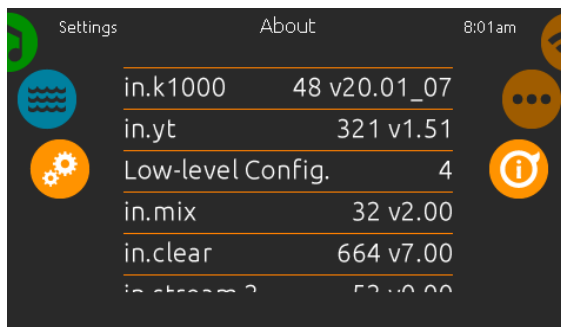 Settings About 8:01am
in.k1000 48 v20.01_07
in.yt 321 v1.51
Low-level Config. 4
in.mix 32 v2.00
in.clear 664 v7.00